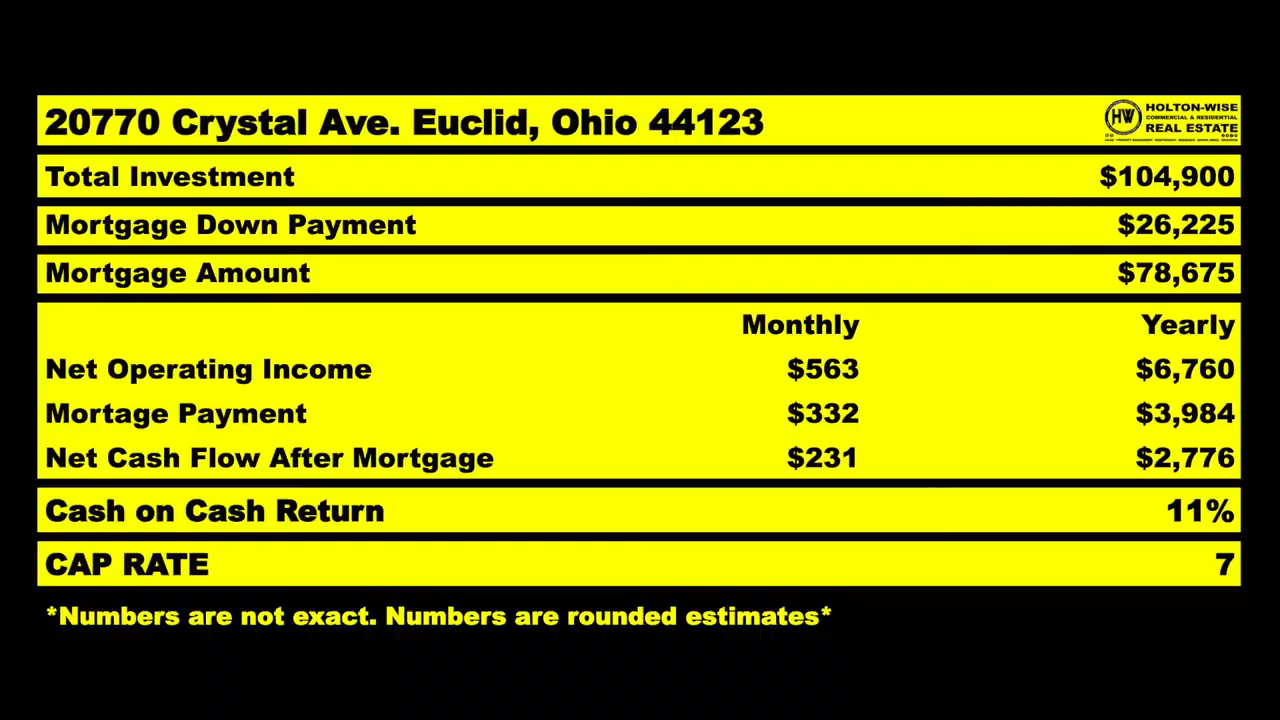 20770 Crystal Ave. Euclid, Ohio 44123
HW
HOLTON-WISE
COMMERCIAL & RESIDENTIAL
REAL ESTATE
Total Investment $104,900
Mortgage Down Payment $26,225
Mortgage Amount $78,675
Monthly Yearly
Net Operating Income $563 $6,760
Mortage Payment $332 $3,984
Net Cash Flow After Mortgage $231 $2,776
Cash on Cash Return 11%
CAP RATE 7
*Numbers are not exact. Numbers are rounded estimates*